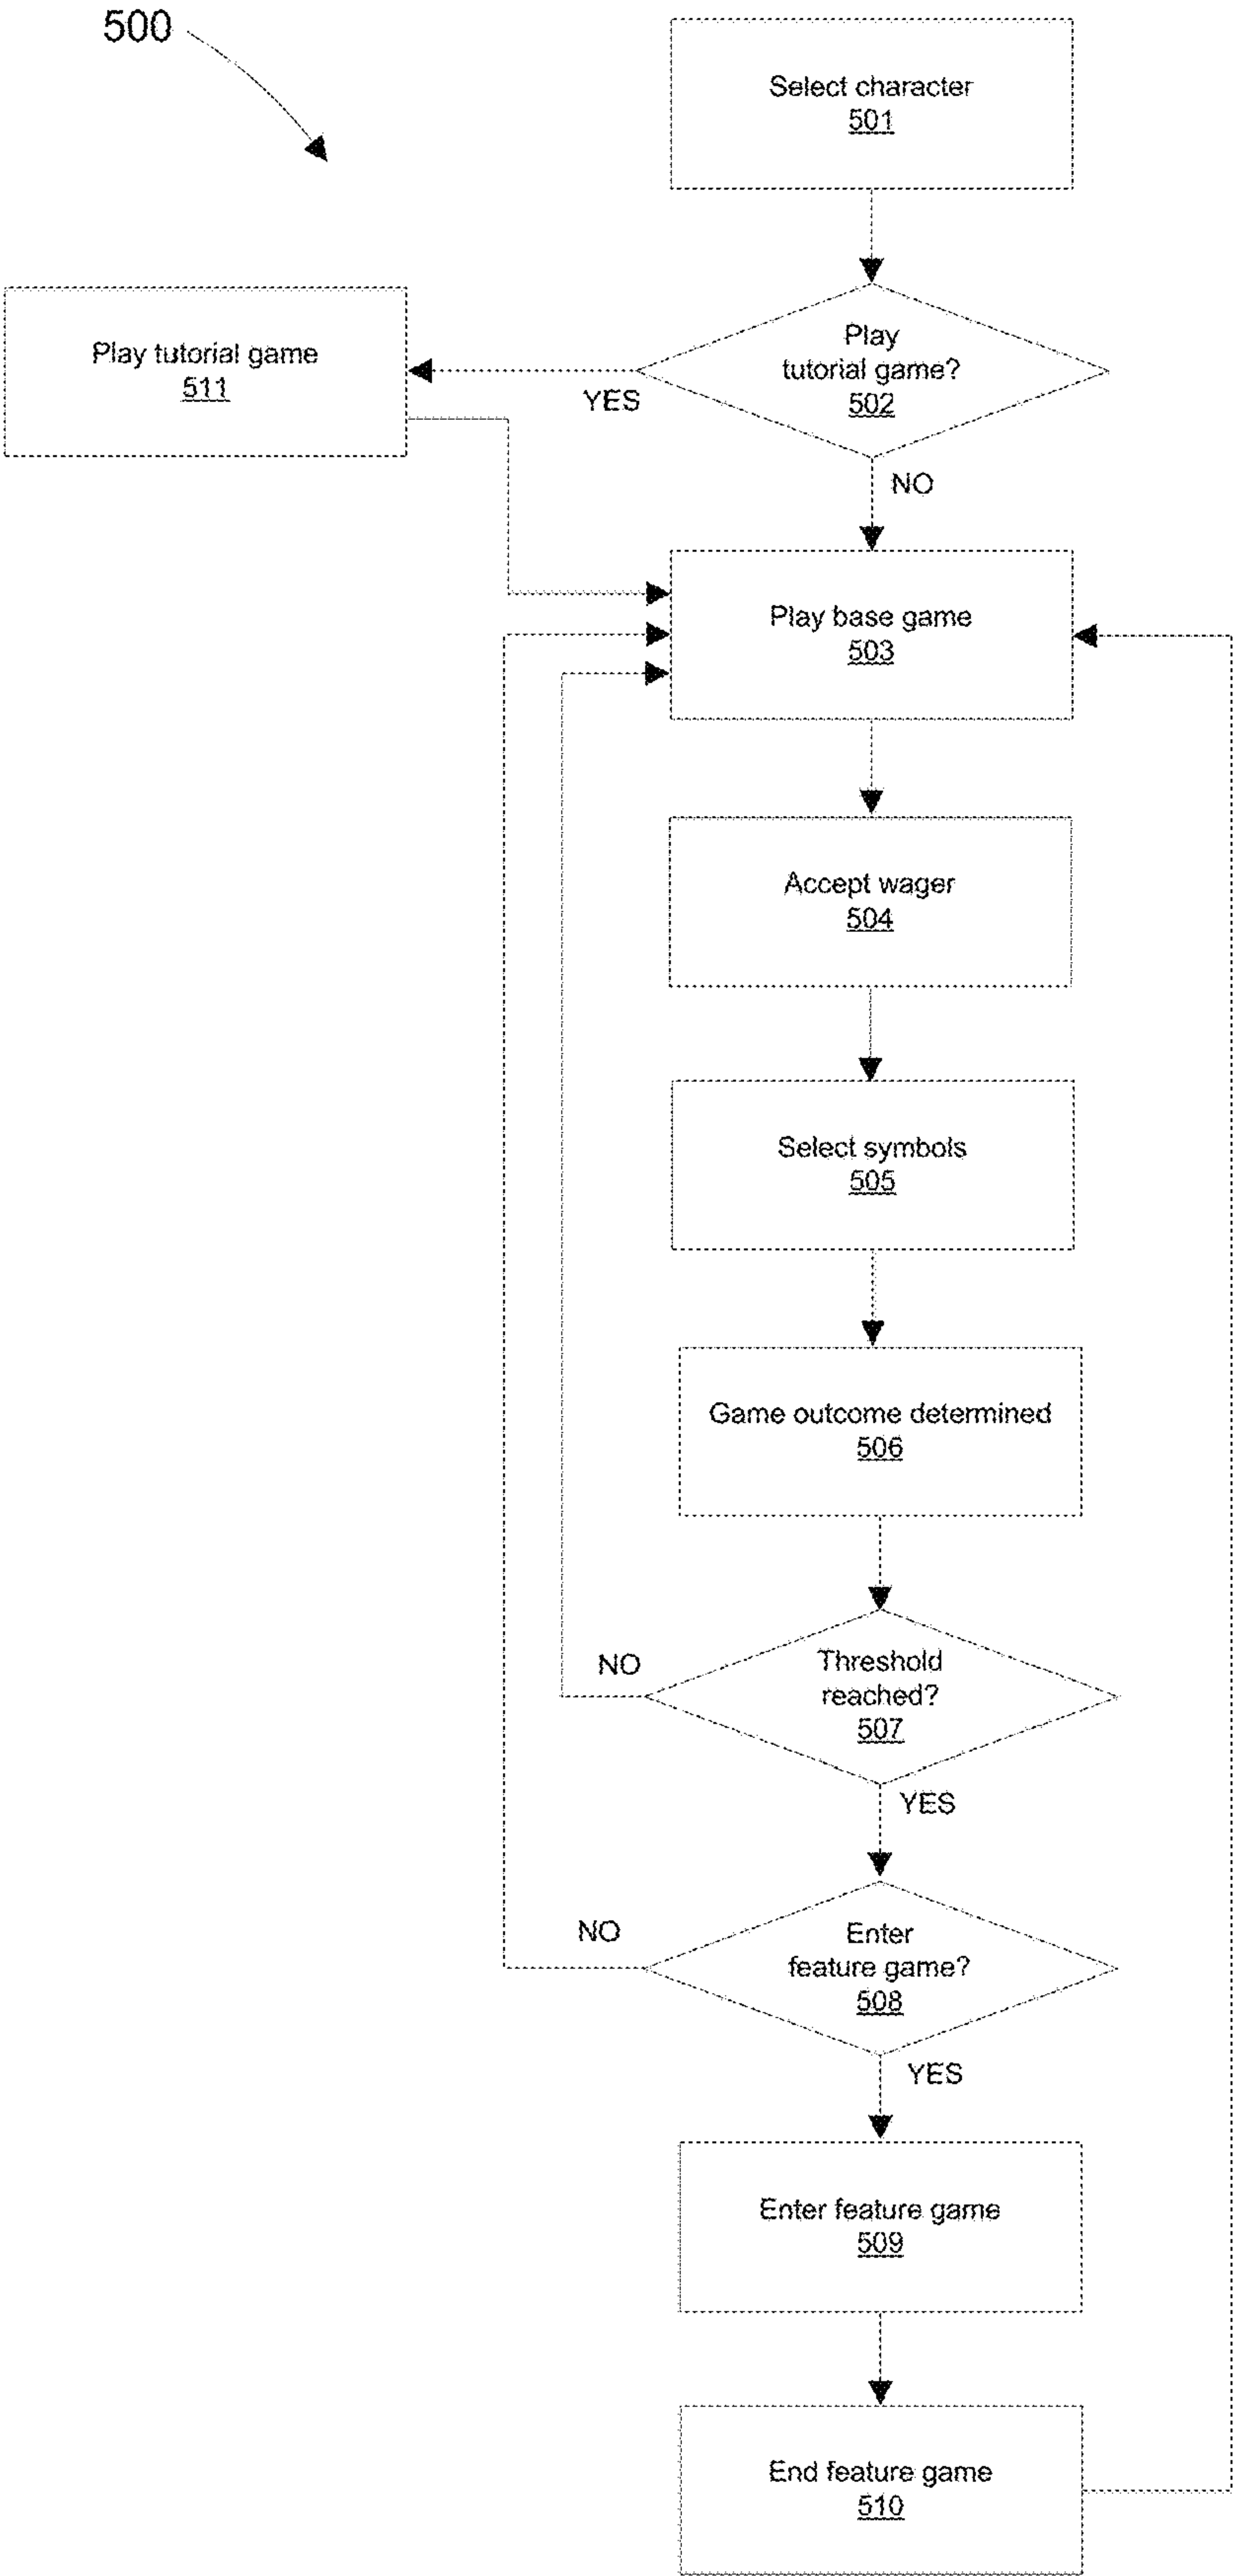 500
Select character
501
Play
tutorial game?
502
YES
NO
Play tutorial game
511
Play base game
503
Accept wager
504
Select symbols
505
Game outcome determined
506
Threshold
reached?
507
NO
YES
Enter
feature game?
508
NO
YES
Enter feature game
509
End feature game
510